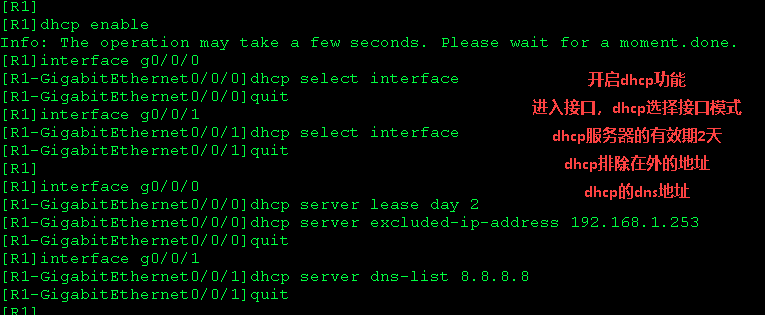 [R1]
[R1]dhcp enable
Info: The operation may take a few seconds. Please wait for a moment.done.
[R1]interface g0/0/0
[R1-GigabitEthernet0/0/0]dhcp select interface
开启dhcp功能
[R1-GigabitEthernet0/0/0]quit
进入接口，dhcp选择接口模式
[R1]interface g0/0/1
[R1-GigabitEthernet0/0/1]dhcp select interface
dhcp服务器的有效期2天
[R1-GigabitEthernet0/0/1]quit
dhcp排除在外的地址
[R1]
[R1]interface g0/0/0
dhcp的dns地址
[R1-GigabitEthernet0/0/0]dhcp server lease day 2
[R1-GigabitEthernet0/0/0]dhcp server excluded-ip-address 192.168.1.253
[R1-GigabitEthernet0/0/0]quit
[R1]interface g0/0/1
[R1-GigabitEthernet0/0/1]dhcp server dns-list 8.8.8.8
[R1-GigabitEthernet0/0/1]quit
[R1]